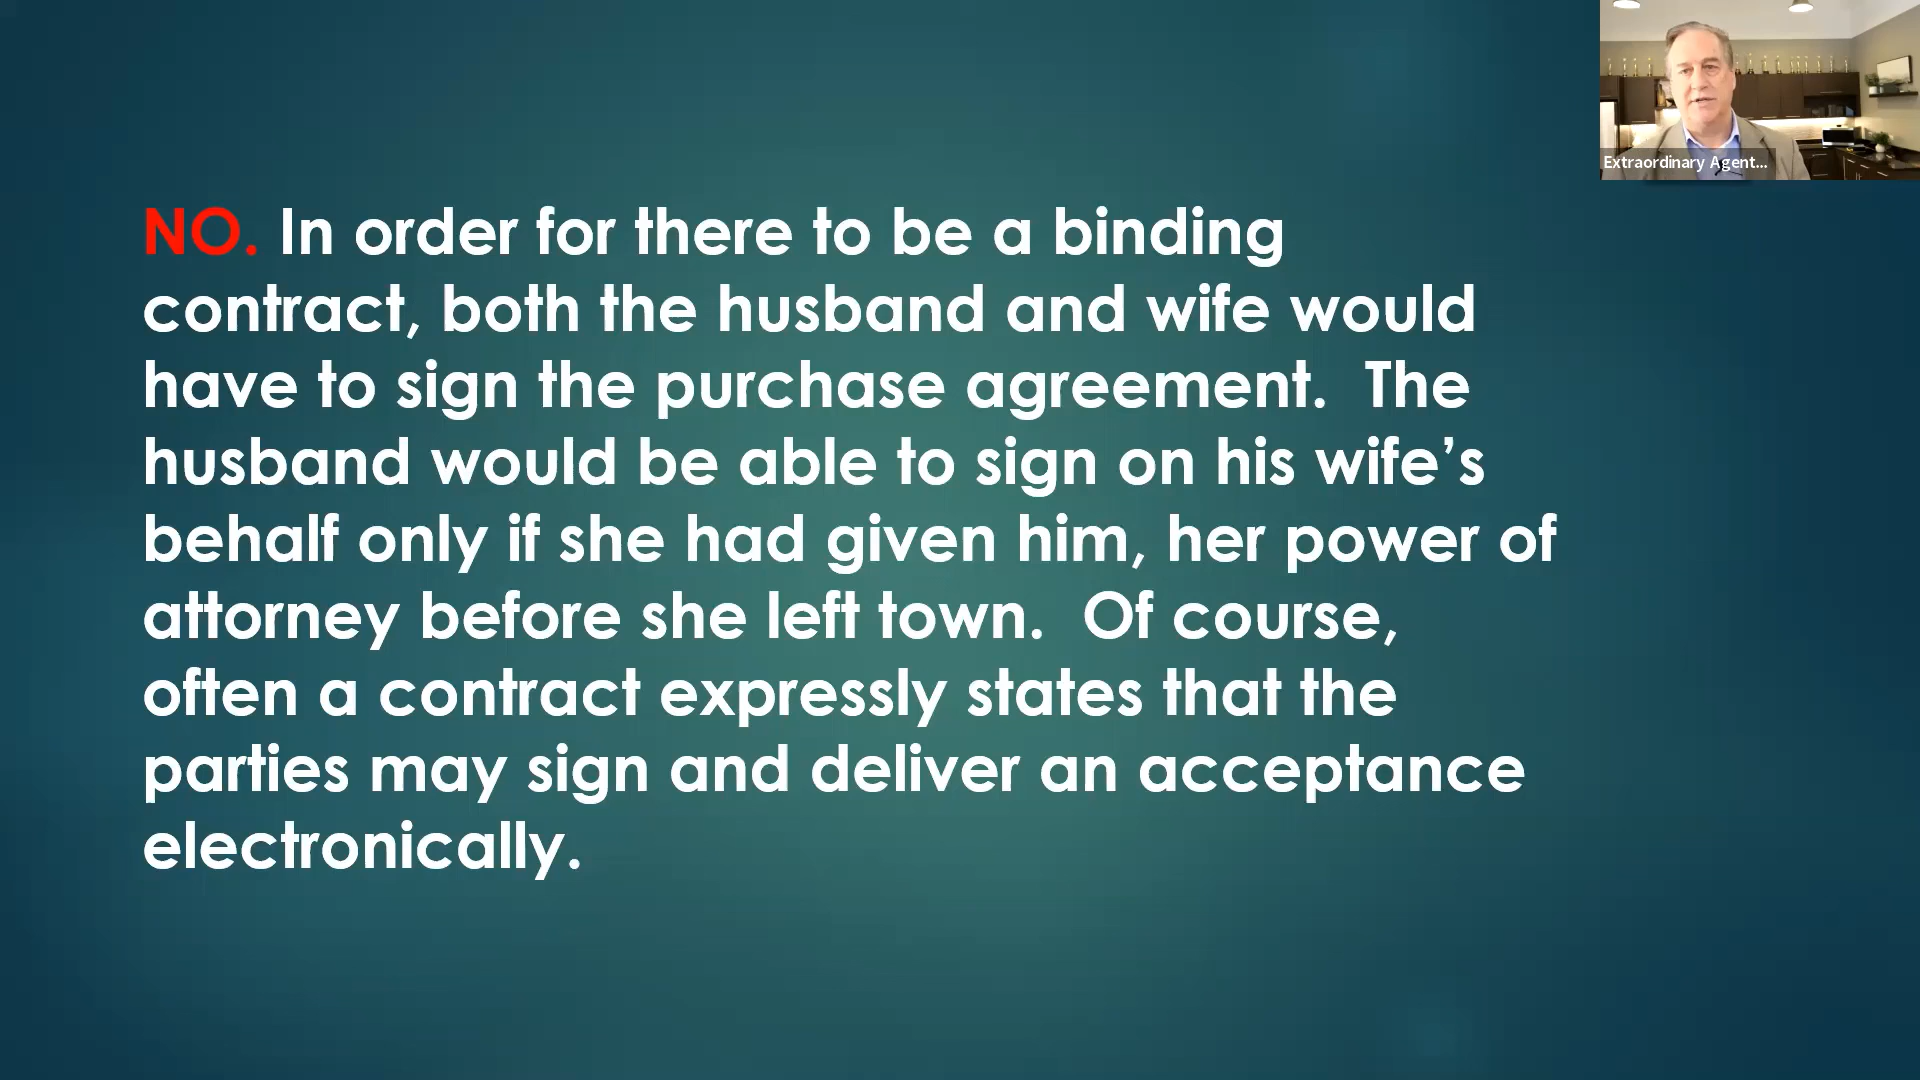 NO. In order for there to be a binding
contract, both the husband and wife would
have to sign the purchase agreement.  The
husband would be able to sign on his wife’s
behalf only if she had given him, her power of
attorney before she left town.  Of course,
often a contract expressly states that the
parties may sign and deliver an acceptance
electronically.
Extraordinary Agent...